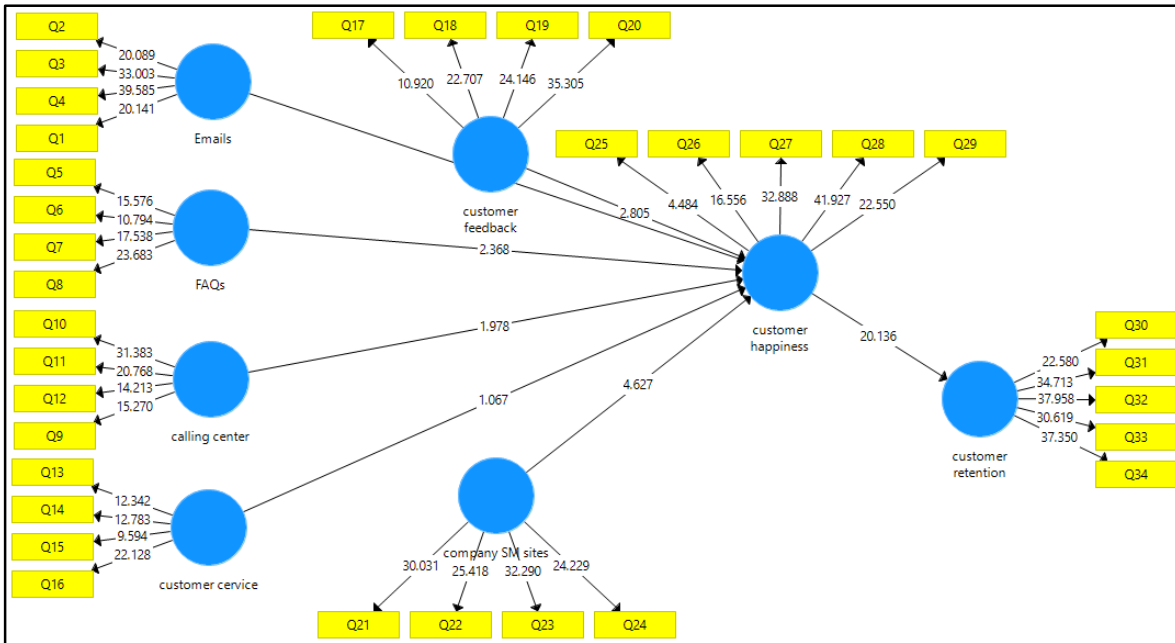 Q2
Q3
Q4
Q1
20.089
33.003
39.585
20.141
Emails
Q17
Q18
Q19
Q20
10.920
22.707
24.146
35.305
customer
feedback
Q5
Q6
Q7
Q8
15.576
10.794
17.538
23.683
FAQs
Q25
Q26
Q27
Q28
Q29
4.484
16.556
32.888
41.927
22.550
2.805
2.368
1.978
1.067
4.627
customer
happiness
20.136
Q10
Q11
Q12
Q9
31.383
20.768
14.213
15.270
calling center
Q13
Q14
Q15
Q16
12.342
12.783
9.594
22.128
customer cervice
company SM sites
30.031
25.418
32.290
24.229
Q21
Q22
Q23
Q24
customer
retention
22.580
34.713
37.958
30.619
37.350
Q30
Q31
Q32
Q33
Q34